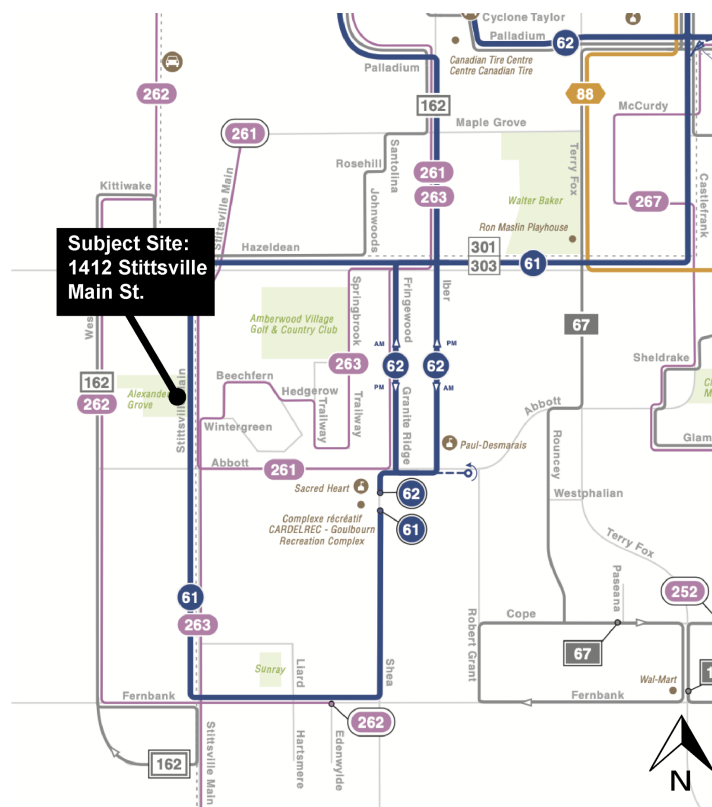 Cyclone Taylor
Palladium
62
Canadian Tire Centre
Centre Canadian Tire
Palladium
262
162
88
McCurdy
261
Maple Grove
Santolina
Rosehill
Johnwoods
Terry Fox
Castlefrank
Stittsville Main
261
263
Kittiwake
Walter Baker
267
Ron Maslin Playhouse
Subject Site:
1412 Stittsville
Main St.
Hazeldean
301
303
61
Iber
Fringewood
Springbrook
Amberwood Village
Golf & Country Club
67
AM
PM
62
62
PM
AM
263
Sheldrake
Beechfern
162
262
Hedgerow
Alexander
Grove
Stittsville Main
Trailway
Trailway
Granite Ridge
Abbott
Wintergreen
Glam
Rouncey
Paul-Desmarais
Abbott
261
Sacred Heart
62
Westphalian
Complexe récréatif
CARDELREC - Goulbourn
Recreation Complex
61
Terry Fox
Paseana
252
61
263
Robert Grant
Cope
67
Shea
Liard
Sunray
Wal-Mart
Fernbank
Fernbank
262
Stittsville Main
Hartsmere
Edenwylde
162
N